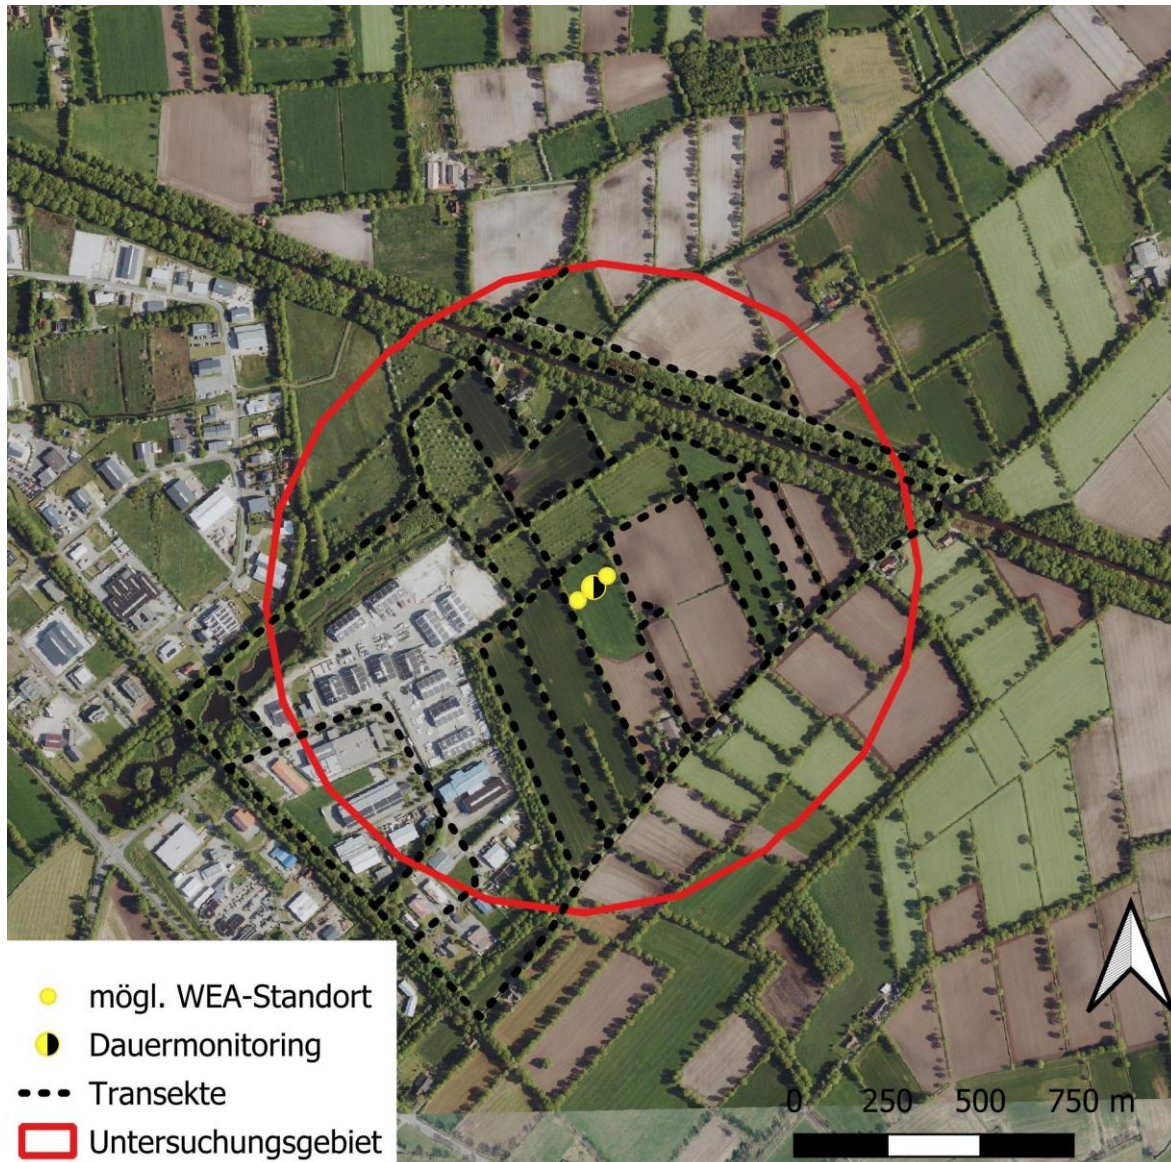 mögl. WEA-Standort
Dauermonitoring
Transekte
Untersuchungsgebiet
0 250 500 750 m